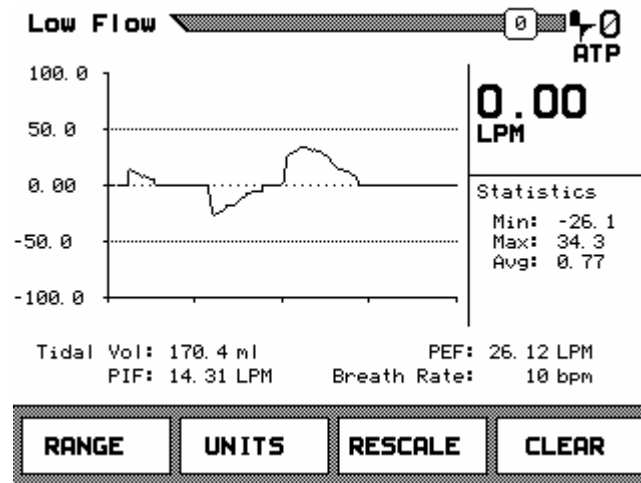 Low Flow 0 0
ATP
100.0
50.0
0.00
-50.0
-100.0
0.00
LPM
Statistics
Min: -26.1
Max: 34.3
Avg: 0.77
Tidal Vol: 170.4 ml PEF: 26.12 LPM
PIF: 14.31 LPM Breath Rate: 10 bpm
RANGE UNITS RESCALE CLEAR